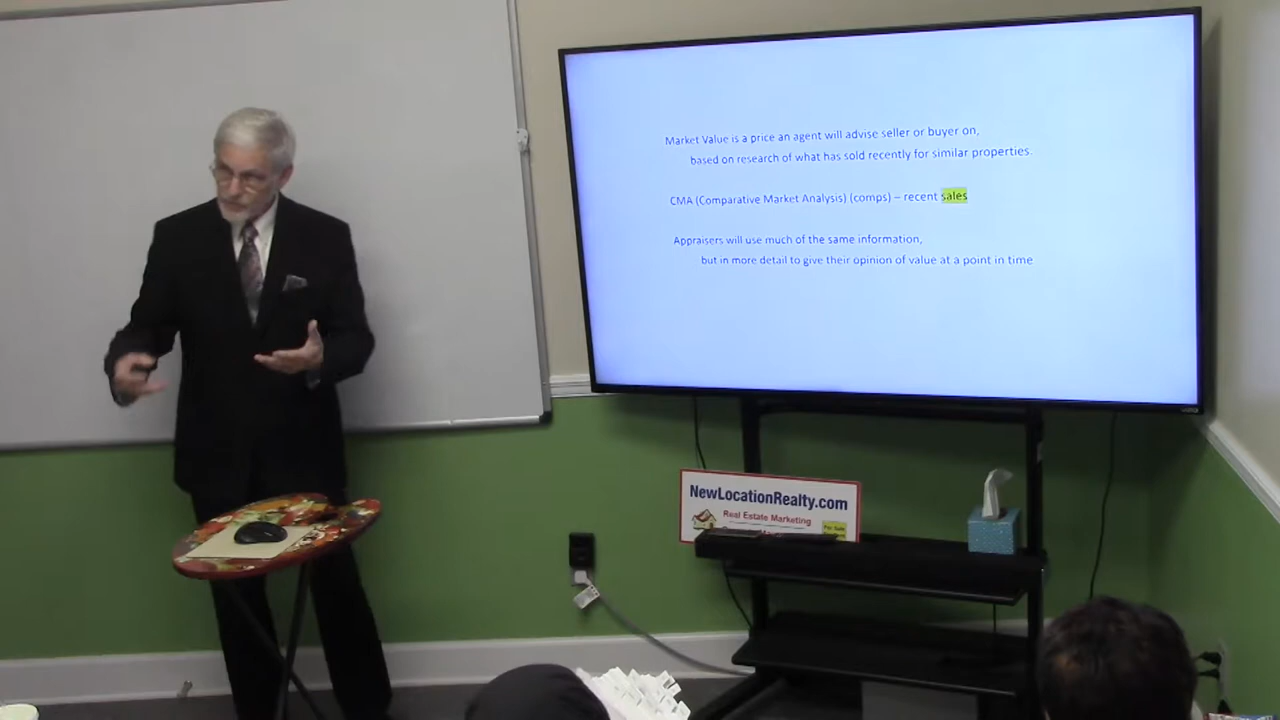 Market Value is a price an agent will advise seller or buyer on,
based on research of what has sold recently for similar properties.
CMA (Comparative Market Analysis) (comps) – recent sales
Appraisers will use much of the same information,
but in more detail to give their opinion of value at a point in time
NewLocationRealty.com
Real Estate Marketing
For Sale